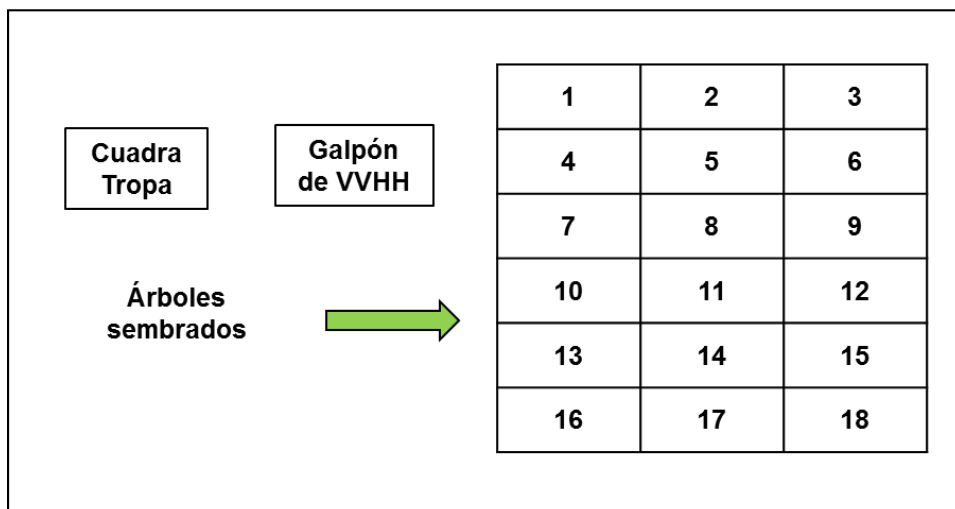 Cuadra
Tropa
Galpón
de VVHH
Árboles
sembrados
1 2 3
4 5 6
7 8 9
10 11 12
13 14 15
16 17 18